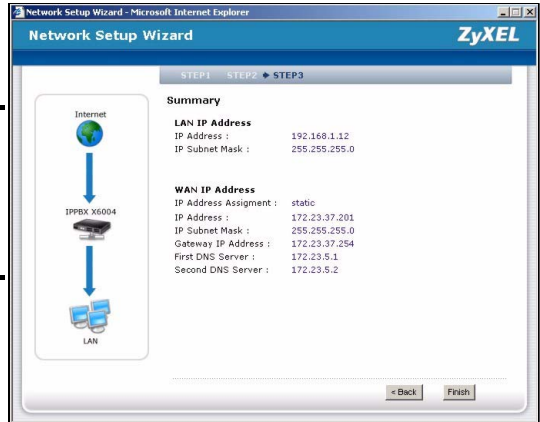 Network Setup Wizard - Microsoft Internet Explorer
Network Setup Wizard
ZyXEL
STEP1 STEP2 STEP3
Internet
IPPBX X6004
LAN
Summary
LAN IP Address
IP Address : 192.168.1.12
IP Subnet Mask : 255.255.255.0
WAN IP Address
IP Address Assigment : static
IP Address : 172.23.37.201
IP Subnet Mask : 255.255.255.0
Gateway IP Address : 172.23.37.254
First DNS Server : 172.23.5.1
Second DNS Server : 172.23.5.2
< Back Finish